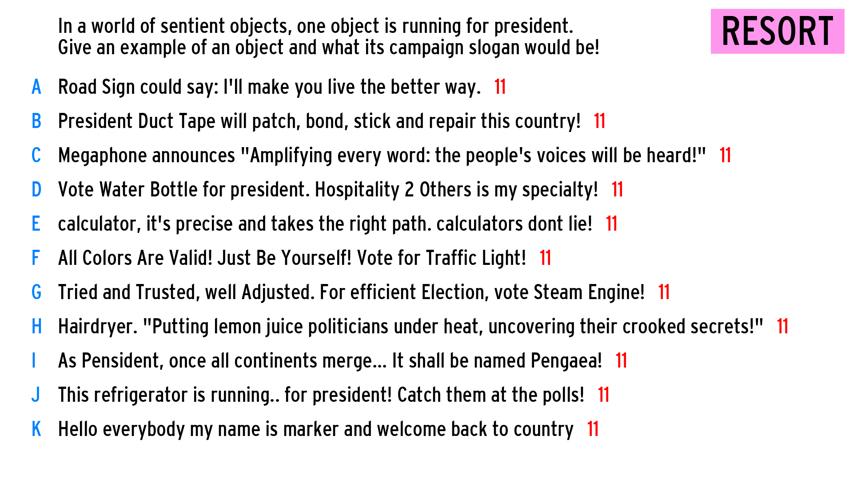 In a world of sentient objects, one object is running for president.
Give an example of an object and what its campaign slogan would be!
RESORT
A Road Sign could say: I'll make you live the better way. 11
B President Duct Tape will patch, bond, stick and repair this country! 11
C Megaphone announces "Amplifying every word: the people's voices will be heard!" 11
D Vote Water Bottle for president. Hospitality 2 Others is my specialty! 11
E calculator, it's precise and takes the right path. calculators dont lie! 11
F All Colors Are Valid! Just Be Yourself! Vote for Traffic Light! 11
G Tried and Trusted, well Adjusted. For efficient Election, vote Steam Engine! 11
H Hairdryer. "Putting lemon juice politicians under heat, uncovering their crooked secrets!" 11
I As Pensident, once all continents merge... It shall be named Pengaea! 11
J This refrigerator is running.. for president! Catch them at the polls! 11
K Hello everybody my name is marker and welcome back to country 11